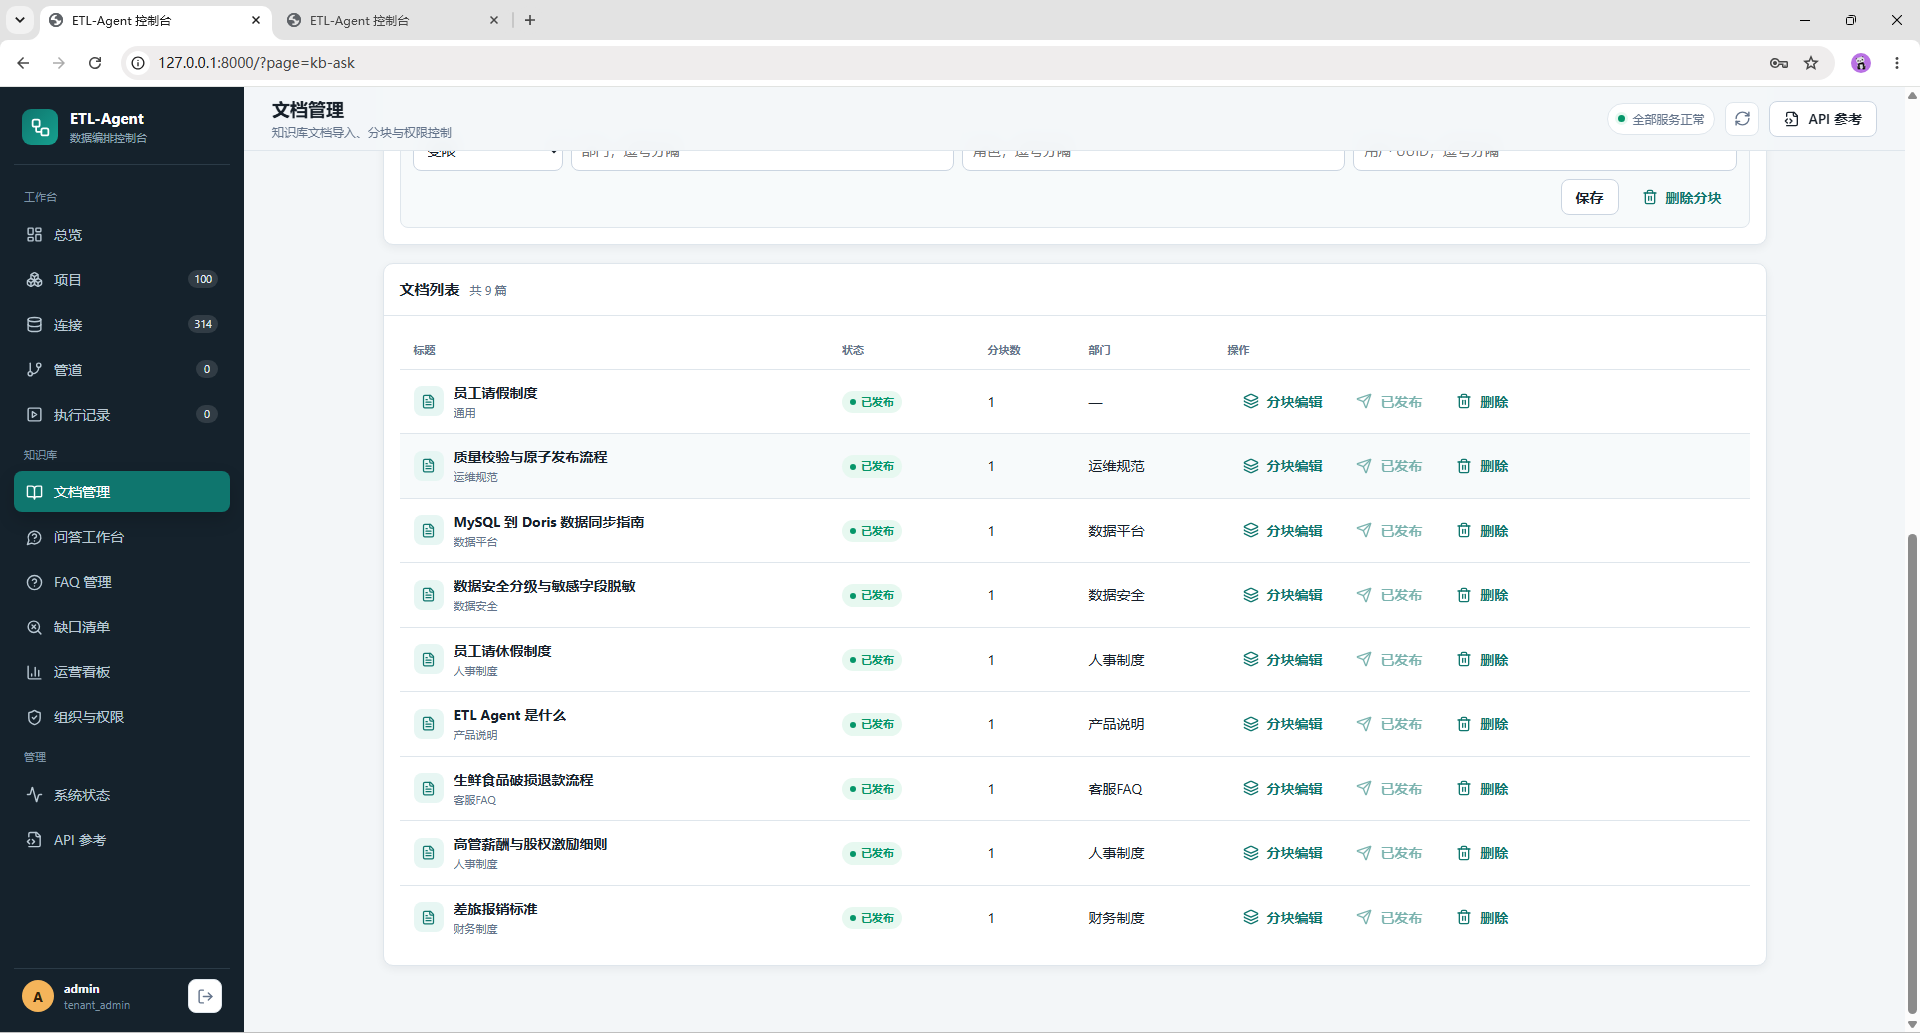 ETL-Agent 控制台
ETL-Agent 控制台
127.0.0.1:8000/?page=kb-ask
ETL-Agent
数据编排控制台
工作台
总览
项目 100
连接 314
管道 0
执行记录 0
知识库
文档管理
问答工作台
FAQ 管理
缺口清单
运营看板
组织与权限
管理
系统状态
API 参考
A
admin
tenant_admin
文档管理
知识库文档导入、分块与权限控制
全部服务正常
API 参考
受限
部门，逗号分隔
角色，逗号分隔
用户 UUID，逗号分隔
保存
删除分块
文档列表 共 9 篇
标题 状态 分块数 部门 操作
员工请假制度
通用
已发布 1 — 分块编辑 已发布 删除
质量校验与原子发布流程
运维规范
已发布 1 运维规范 分块编辑 已发布 删除
MySQL 到 Doris 数据同步指南
数据平台
已发布 1 数据平台 分块编辑 已发布 删除
数据安全分级与敏感字段脱敏
数据安全
已发布 1 数据安全 分块编辑 已发布 删除
员工请休假制度
人事制度
已发布 1 人事制度 分块编辑 已发布 删除
ETL Agent 是什么
产品说明
已发布 1 产品说明 分块编辑 已发布 删除
生鲜食品破损退款流程
客服FAQ
已发布 1 客服FAQ 分块编辑 已发布 删除
高管薪酬与股权激励细则
人事制度
已发布 1 人事制度 分块编辑 已发布 删除
差旅报销标准
财务制度
已发布 1 财务制度 分块编辑 已发布 删除